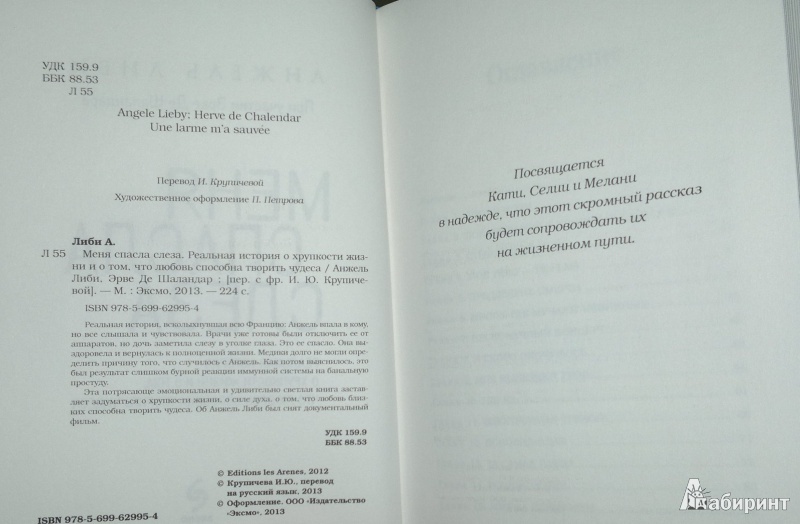 УДК 159.9
ББК 88.53
Л 55
Angele Lieby; Herve de Chalendar
Une larme m'a sauvée
Перевод И. Крупичевой
Художественное оформление П. Петрова
Либи А.
Л 55 Меня спасла слеза. Реальная история о хрупкости жиз-
ни и о том, что любовь способна творить чудеса / Анжель
Либи, Эрве Де Шаландар : [пер. с фр. И. Ю. Крупиче-
вой]. — М. : Эксмо, 2013. — 224 с.
ISBN 978-5-699-62995-4
Реальная история, всколыхнувшая всю Францию: Анжель впала в кому,
но все слышала и чувствовала. Врачи уже готовы были отключить ее от
аппаратов, но дочь заметила слезу в уголке глаза. Это ее спасло. Она вы-
здоровела и вернулась к полноценной жизни. Медики долго не могли опре-
делить причину того, что случилось с Анжель. Как потом выяснилось, это
был результат слишком бурной реакции иммунной системы на банальную
простуду.
Эта потрясающе эмоциональная и удивительно светлая книга застав-
ляет задуматься о хрупкости жизни, о силе духа, о том, что любовь близ-
ких способна творить чудеса. Об Анжель Либи был снят документальный
фильм.
УДК 159.9
ББК 88.53
© Editions les Arenes, 2012
© Крупичева И.Ю., перевод
на русский язык, 2013
© Оформление. ООО «Издательство
«Эксмо», 2013
ISBN 978-5-699-62995-4
Посвящается
Кати, Селии и Мелани
в надежде, что этот скромный рассказ
будет сопровождать их
на жизненном пути.
Лабиринт